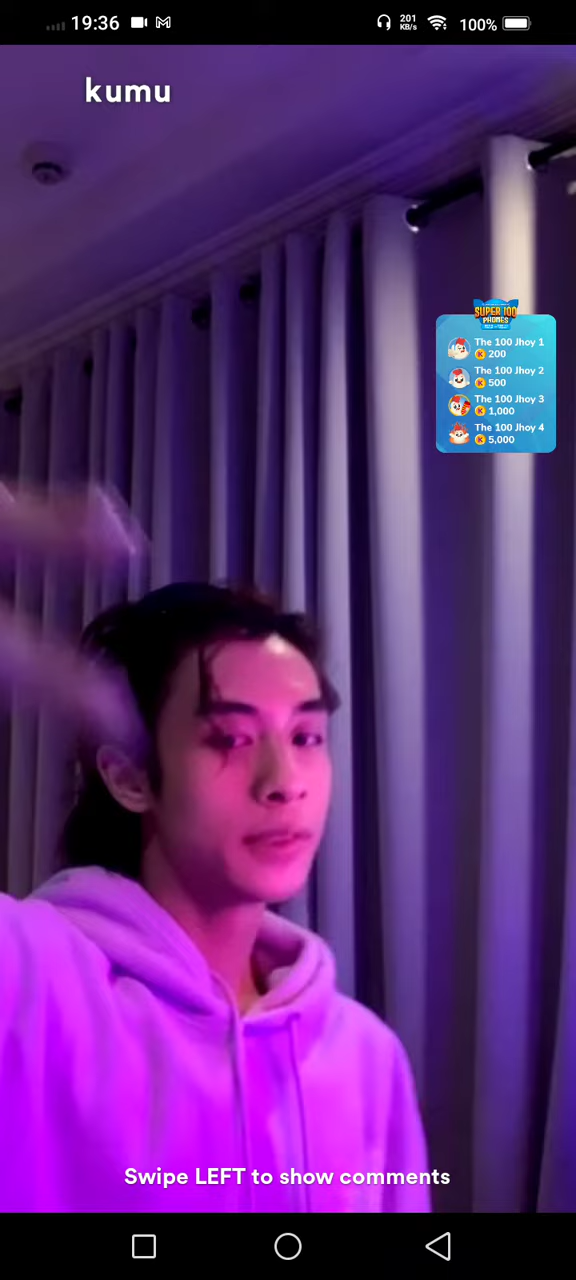 19:36
201
KB/s
100%
kumu
SUPER 100
PHONES
The 100 Jhoy 1
200
The 100 Jhoy 2
500
The 100 Jhoy 3
1,000
The 100 Jhoy 4
5,000
Swipe LEFT to show comments